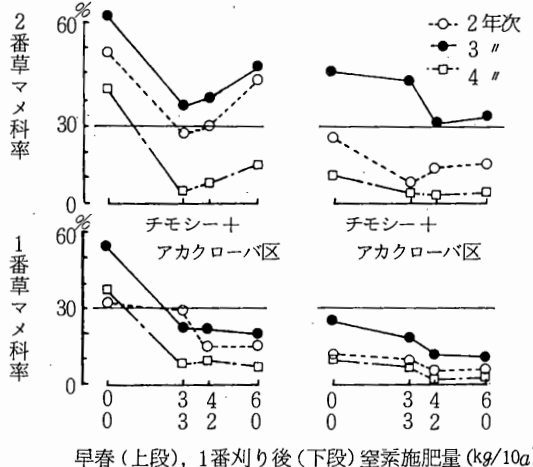 2番草マメ科率
%
60
30
0
○ 2年次
● 3 〃
□ 4 〃
チモシー+
アカクローバ区
チモシー+
アカクローバ区
1番草マメ科率
%
60
30
0
30
0 3 4 6
0 3 2 0
0 3 4 6
0 3 2 0
早春(上段),1番刈り後(下段)窒素施肥量(kg/10a